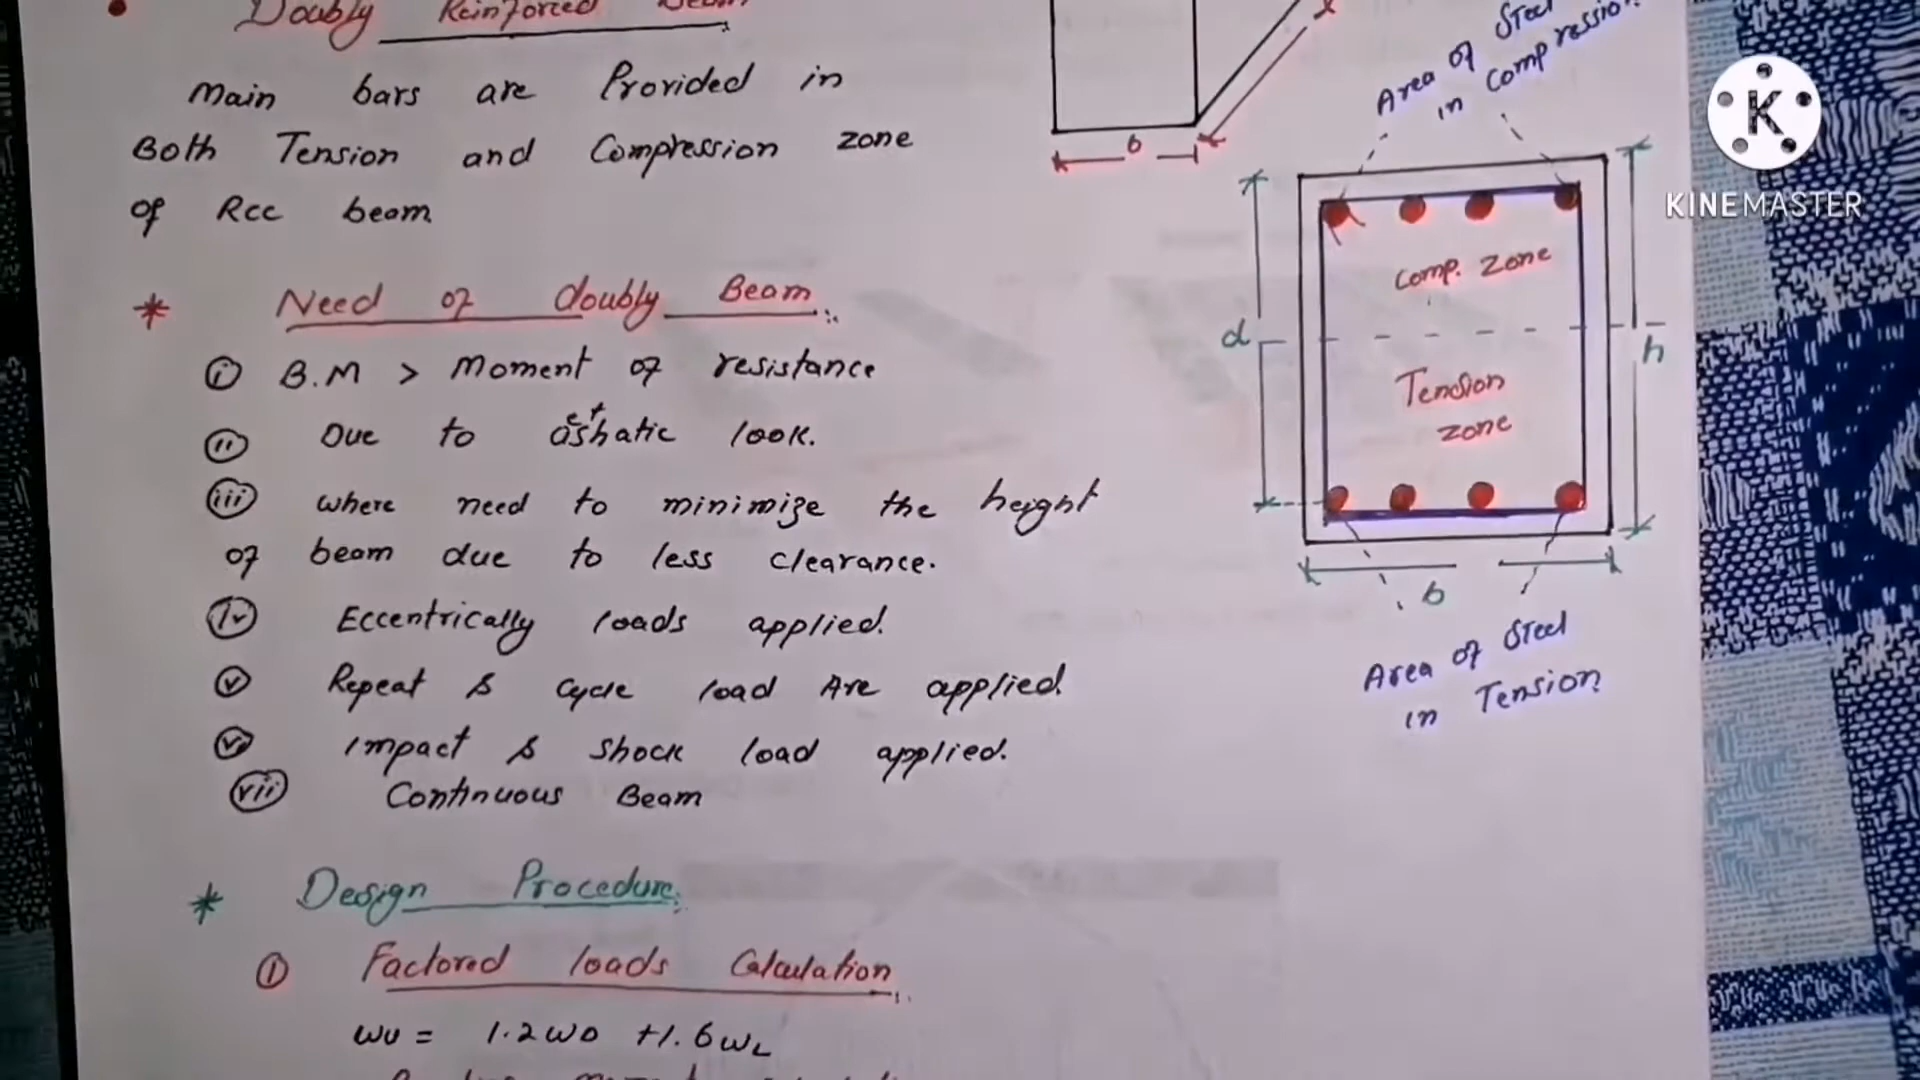 Doubly Reinforced Beam
Main bars are Provided in
Both Tension and Compression zone
of Rcc beam
* Need of doubly Beam :.
(i) B.M > Moment of resistance
(ii) Due to asthatic look.
(iii) where need to minimize the height
of beam due to less clearance.
(iv) Eccentrically loads applied.
(v) Repeat & Cycle load Are applied.
(vi) Impact & Shock load applied.
(vii) Continuous Beam
* Design Procedure:.
(1) Factored loads Calculation
wu = 1.2wD + 1.6wL
b
Area of Steel
in Compression
Comp. zone
d
h
Tension
zone
b
Area of Steel
in Tension
K
KINEMASTER